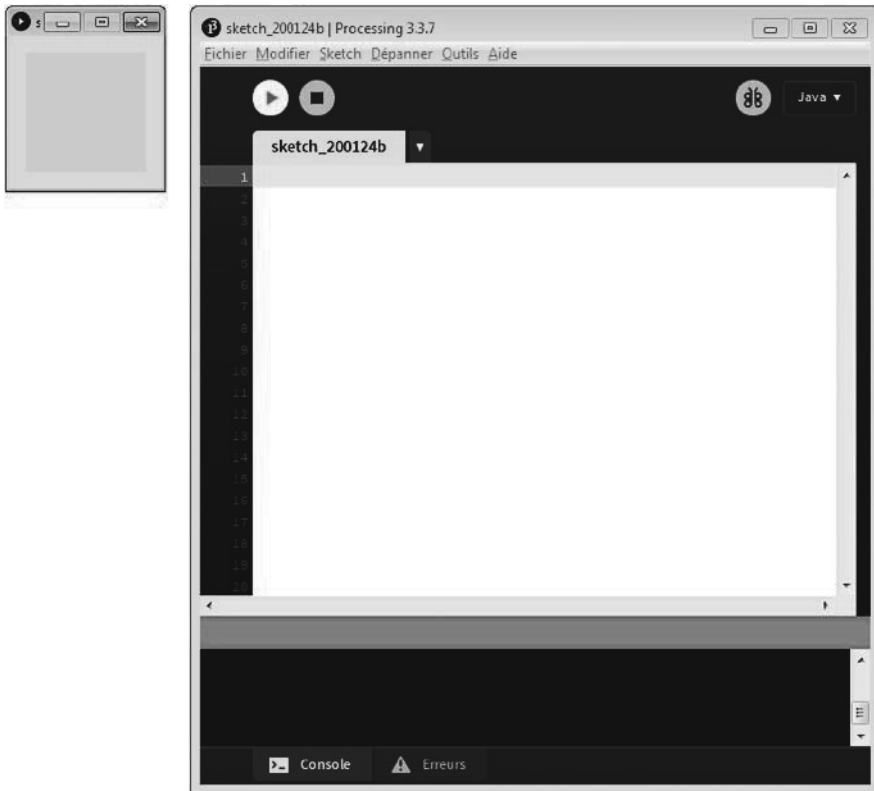 s
sketch_200124b | Processing 3.3.7
Fichier Modifier Sketch Dépanner Outils Aide
Java
sketch_200124b
1
2
3
4
5
6
7
8
9
10
11
12
13
14
15
16
17
18
19
20
Console
Erreurs